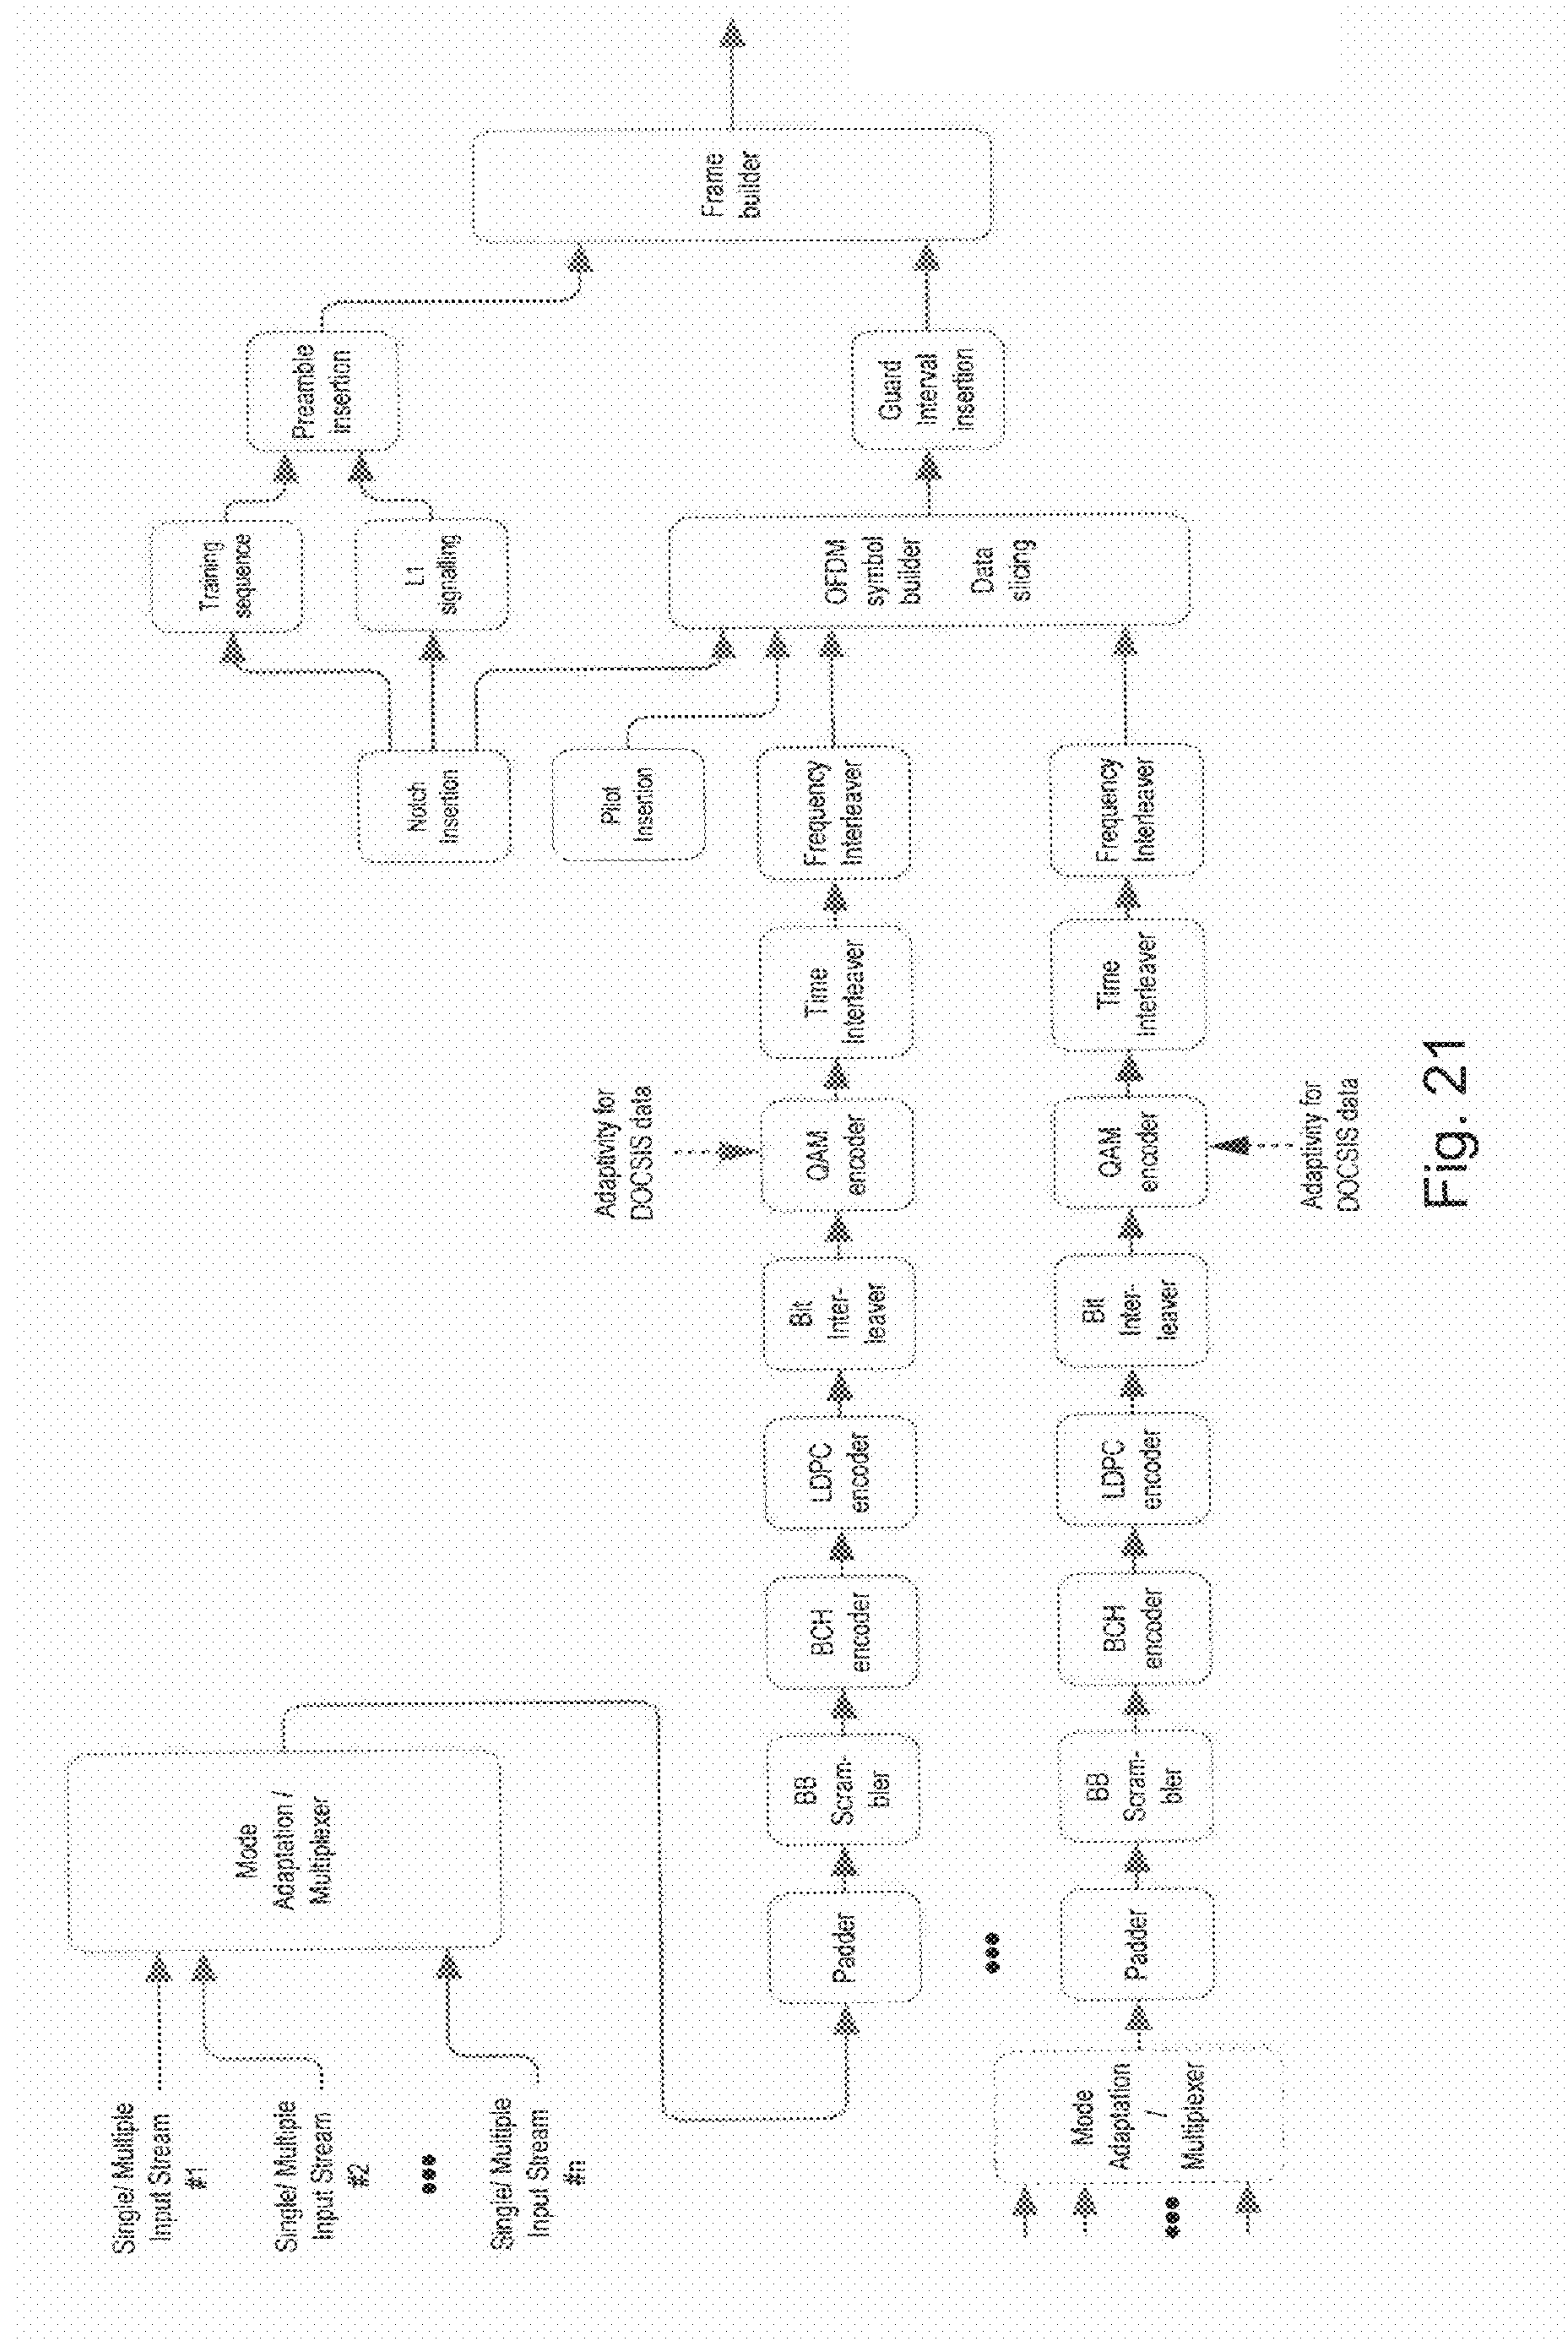 Single/ Multiple
Input Stream
#1
Single/ Multiple
Input Stream
#2
•••
Single/ Multiple
Input Stream
#n
Mode
Adaptation /
Multiplexer
Notch
Insertion
Training
sequence
L1
signalling
Preamble
insertion
Pilot
Insertion
Frame
builder
Adaptivity for
DOCSIS data
Padder
BB
Scram-
bler
BCH
encoder
LDPC
encoder
Bit
Inter-
leaver
QAM
encoder
Time
Interleaver
Frequency
Interleaver
OFDM
symbol
builder
Data
slicing
Guard
Interval
insertion
•••
•••
Mode
Adaptation
/
Multiplexer
Padder
BB
Scram-
bler
BCH
encoder
LDPC
encoder
Bit
Inter-
leaver
QAM
encoder
Time
Interleaver
Frequency
Interleaver
Adaptivity for
DOCSIS data
Fig. 21